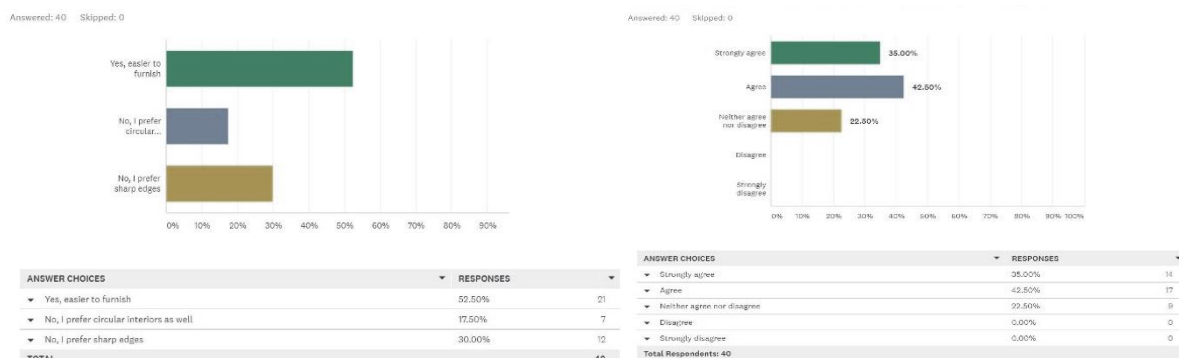 Answered: 40 Skipped: 0
Yes, easier to
furnish
No, I prefer
circular...
No, I prefer
sharp edges
0% 10% 20% 30% 40% 50% 60% 70% 80% 90%
ANSWER CHOICES RESPONSES
Yes, easier to furnish 52.50% 21
No, I prefer circular interiors as well 17.50% 7
No, I prefer sharp edges 30.00% 12
TOTAL 40
Answered: 40 Skipped: 0
Strongly agree 35.00%
Agree 42.50%
Neither agree
nor disagree 22.50%
Disagree
Strongly
disagree
0% 10% 20% 30% 40% 50% 60% 70% 80% 90% 100%
ANSWER CHOICES RESPONSES
Strongly agree 35.00% 14
Agree 42.50% 17
Neither agree nor disagree 22.50% 9
Disagree 0.00% 0
Strongly disagree 0.00% 0
Total Respondents: 40